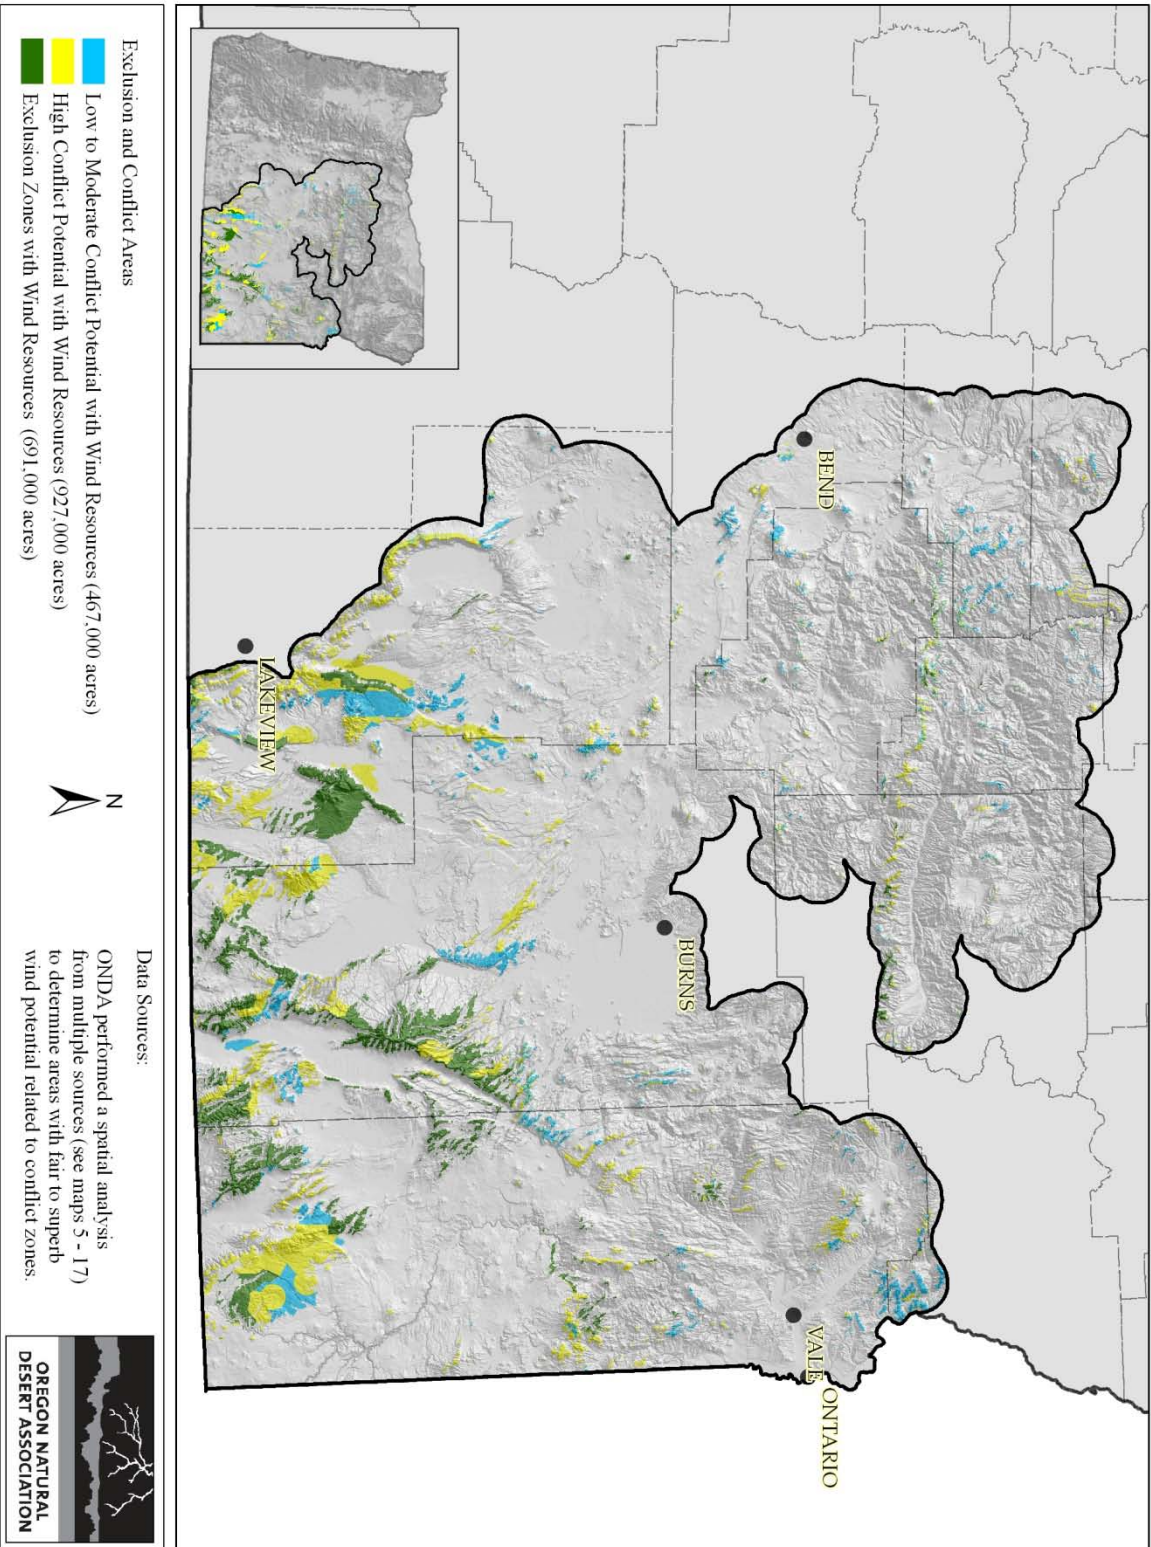 BEND
BURNS
VALE
ONTARIO
LAKEVIEW
Exclusion and Conflict Areas
Low to Moderate Conflict Potential with Wind Resources (467,000 acres)
High Conflict Potential with Wind Resources (927,000 acres)
Exclusion Zones with Wind Resources (691,000 acres)
N
Data Sources:
ONDA performed a spatial analysis
from multiple sources (see maps 5 - 17)
to determine areas with fair to superb
wind potential related to conflict zones.
OREGON NATURAL
DESERT ASSOCIATION